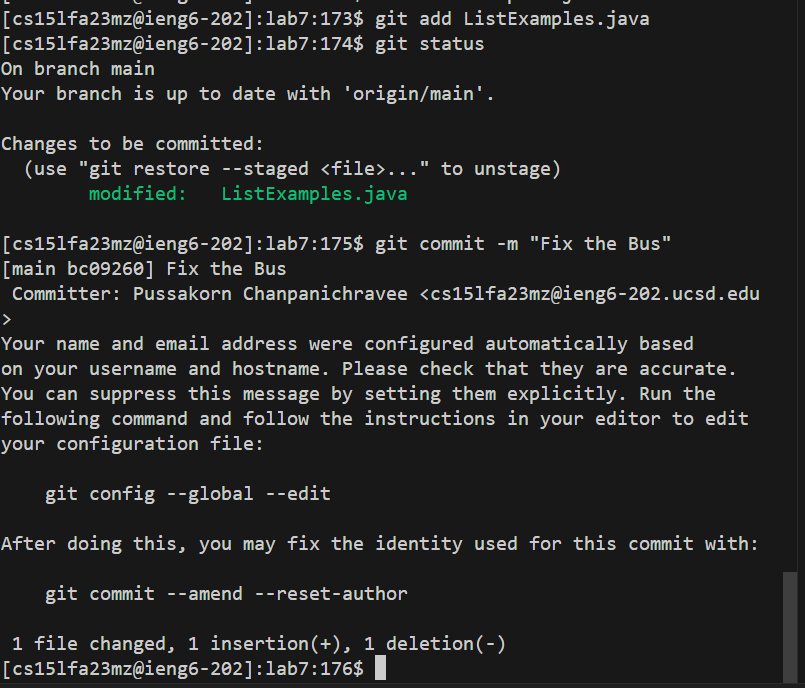 [cs15lfa23mz@ieng6-202]:lab7:173$ git add ListExamples.java
[cs15lfa23mz@ieng6-202]:lab7:174$ git status
On branch main
Your branch is up to date with 'origin/main'.
Changes to be committed:
  (use "git restore --staged <file>..." to unstage)
        modified:   ListExamples.java
[cs15lfa23mz@ieng6-202]:lab7:175$ git commit -m "Fix the Bus"
[main bc09260] Fix the Bus
 Committer: Pussakorn Chanpanichravee <cs15lfa23mz@ieng6-202.ucsd.edu
>
Your name and email address were configured automatically based
on your username and hostname. Please check that they are accurate.
You can suppress this message by setting them explicitly. Run the
following command and follow the instructions in your editor to edit
your configuration file:
    git config --global --edit
After doing this, you may fix the identity used for this commit with:
    git commit --amend --reset-author
 1 file changed, 1 insertion(+), 1 deletion(-)
[cs15lfa23mz@ieng6-202]:lab7:176$